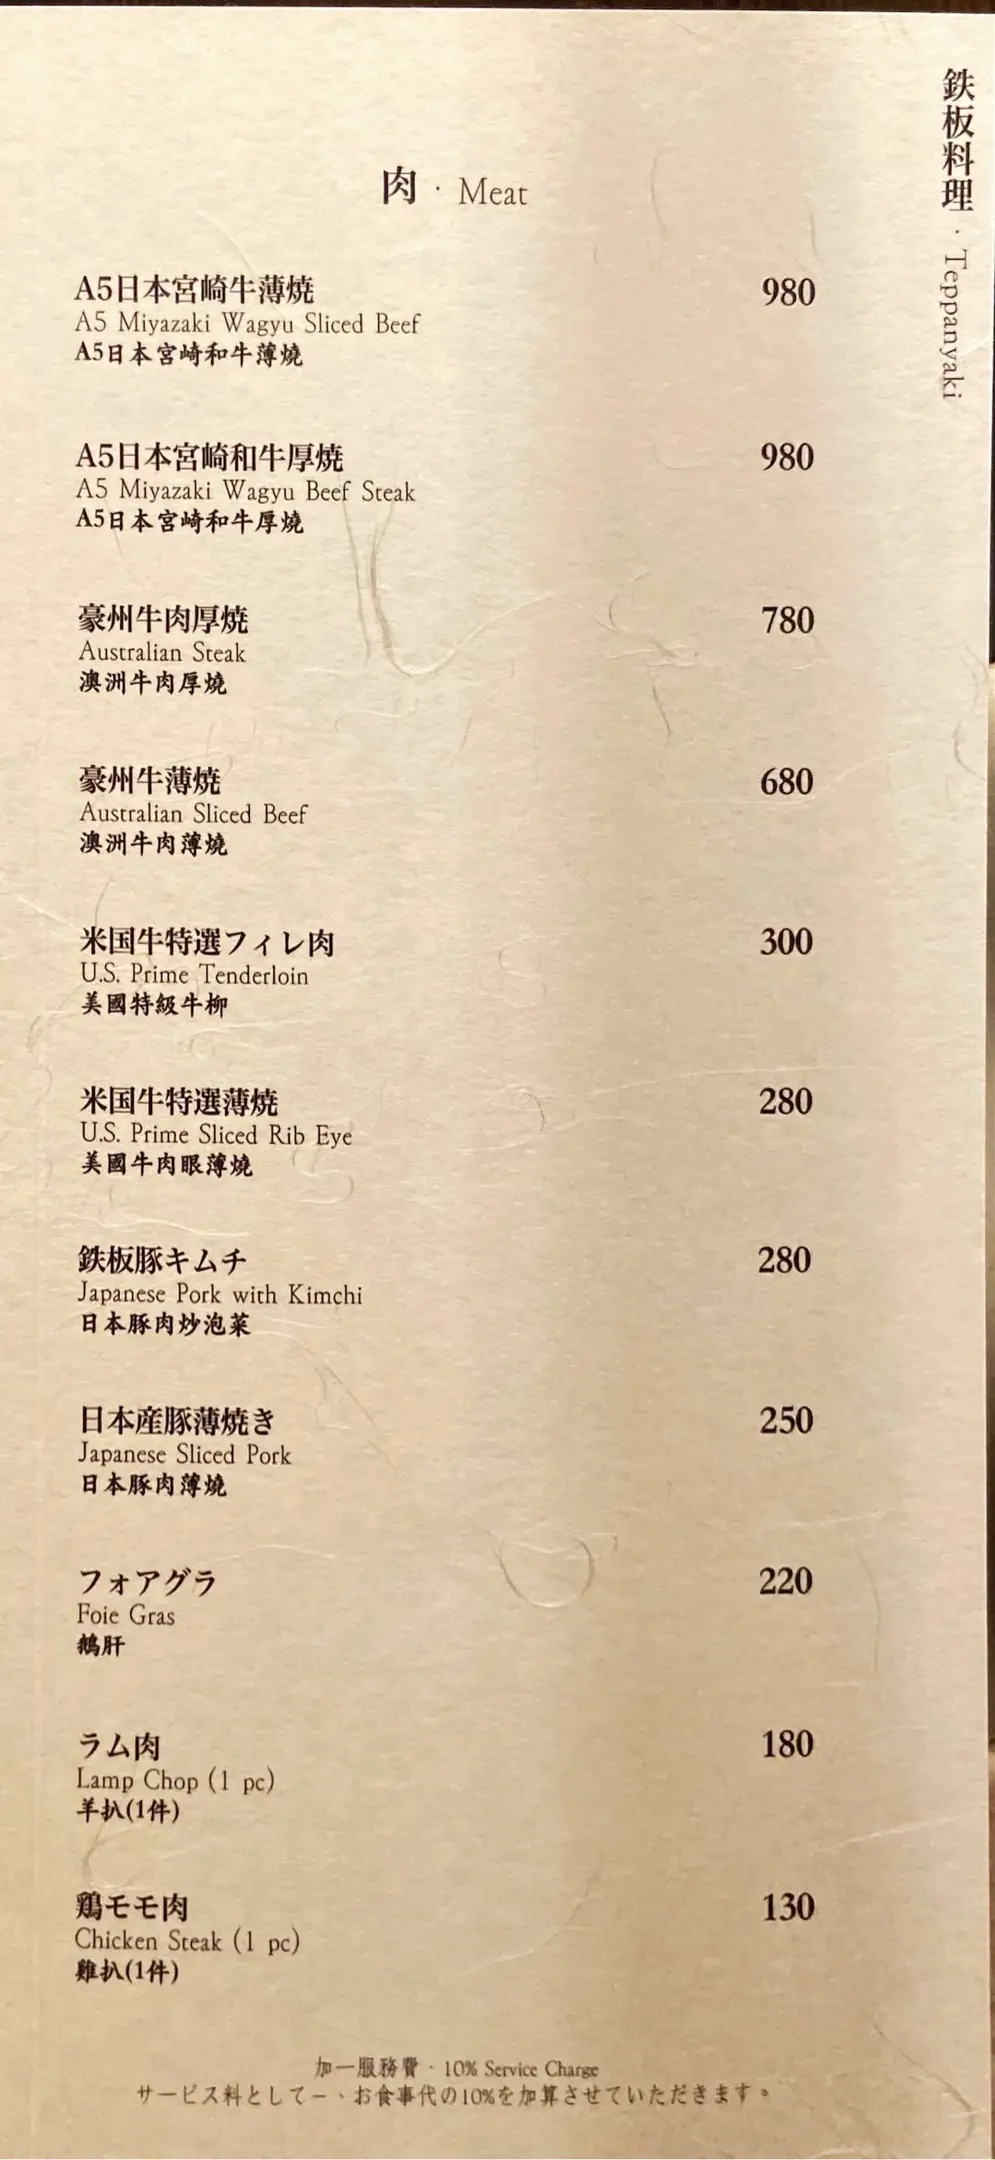 鉄板料理・Teppanyaki
肉・Meat
A5日本宮崎牛薄焼 980
A5 Miyazaki Wagyu Sliced Beef
A5日本宮崎和牛薄燒
A5日本宮崎和牛厚焼 980
A5 Miyazaki Wagyu Beef Steak
A5日本宮崎和牛厚燒
豪州牛肉厚焼 780
Australian Steak
澳洲牛肉厚燒
豪州牛薄焼 680
Australian Sliced Beef
澳洲牛肉薄燒
米国牛特選フィレ肉 300
U.S. Prime Tenderloin
美國特級牛柳
米国牛特選薄焼 280
U.S. Prime Sliced Rib Eye
美國牛肉眼薄燒
鉄板豚キムチ 280
Japanese Pork with Kimchi
日本豚肉炒泡菜
日本産豚薄焼き 250
Japanese Sliced Pork
日本豚肉薄燒
フォアグラ 220
Foie Gras
鵝肝
ラム肉 180
Lamp Chop (1 pc)
羊扒(1件)
鶏モモ肉 130
Chicken Steak (1 pc)
雞扒(1件)
加一服務費・10% Service Charge
サービス料として－、お食事代の10%を加算させていただきます。